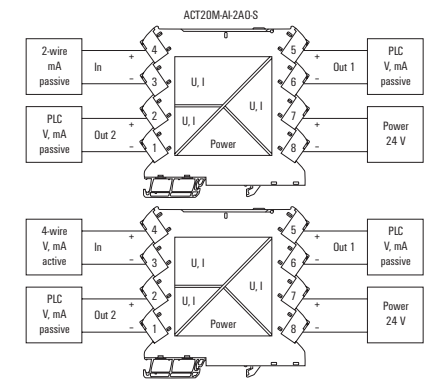 ACT20M-AI-2AO-S
2-wire
mA
passive
+
In
−
4
3
PLC
V, mA
passive
+
Out 2
−
2
1
U, I
U, I
U, I
Power
5
6
+
Out 1
−
PLC
V, mA
passive
7
8
+
−
Power
24 V
4-wire
V, mA
active
+
In
−
4
3
PLC
V, mA
passive
+
Out 2
−
2
1
U, I
U, I
U, I
Power
5
6
+
Out 1
−
PLC
V, mA
passive
7
8
+
−
Power
24 V